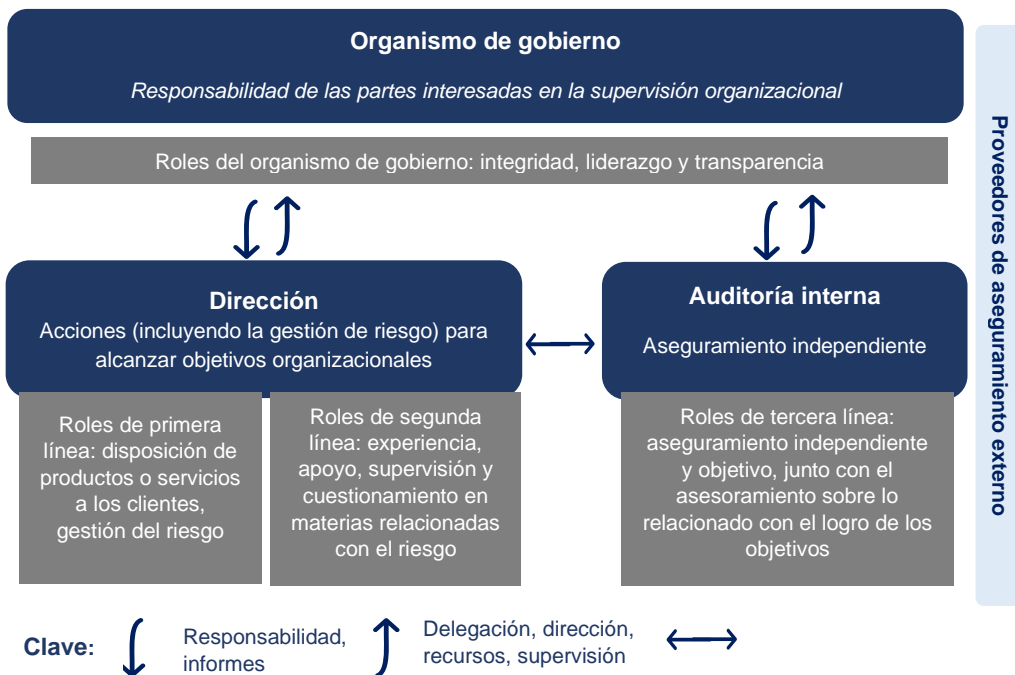 Organismo de gobierno
Responsabilidad de las partes interesadas en la supervisión organizacional
Roles del organismo de gobierno: integridad, liderazgo y transparencia
Dirección
Acciones (incluyendo la gestión de riesgo) para
alcanzar objetivos organizacionales
Auditoría interna
Aseguramiento independiente
Roles de primera
línea: disposición de
productos o servicios
a los clientes,
gestión del riesgo
Roles de segunda
línea: experiencia,
apoyo, supervisión y
cuestionamiento en
materias relacionadas
con el riesgo
Roles de tercera línea:
aseguramiento independiente
y objetivo, junto con el
asesoramiento sobre lo
relacionado con el logro de los
objetivos
Proveedores de aseguramiento externo
Clave:
Responsabilidad,
informes
Delegación, dirección,
recursos, supervisión